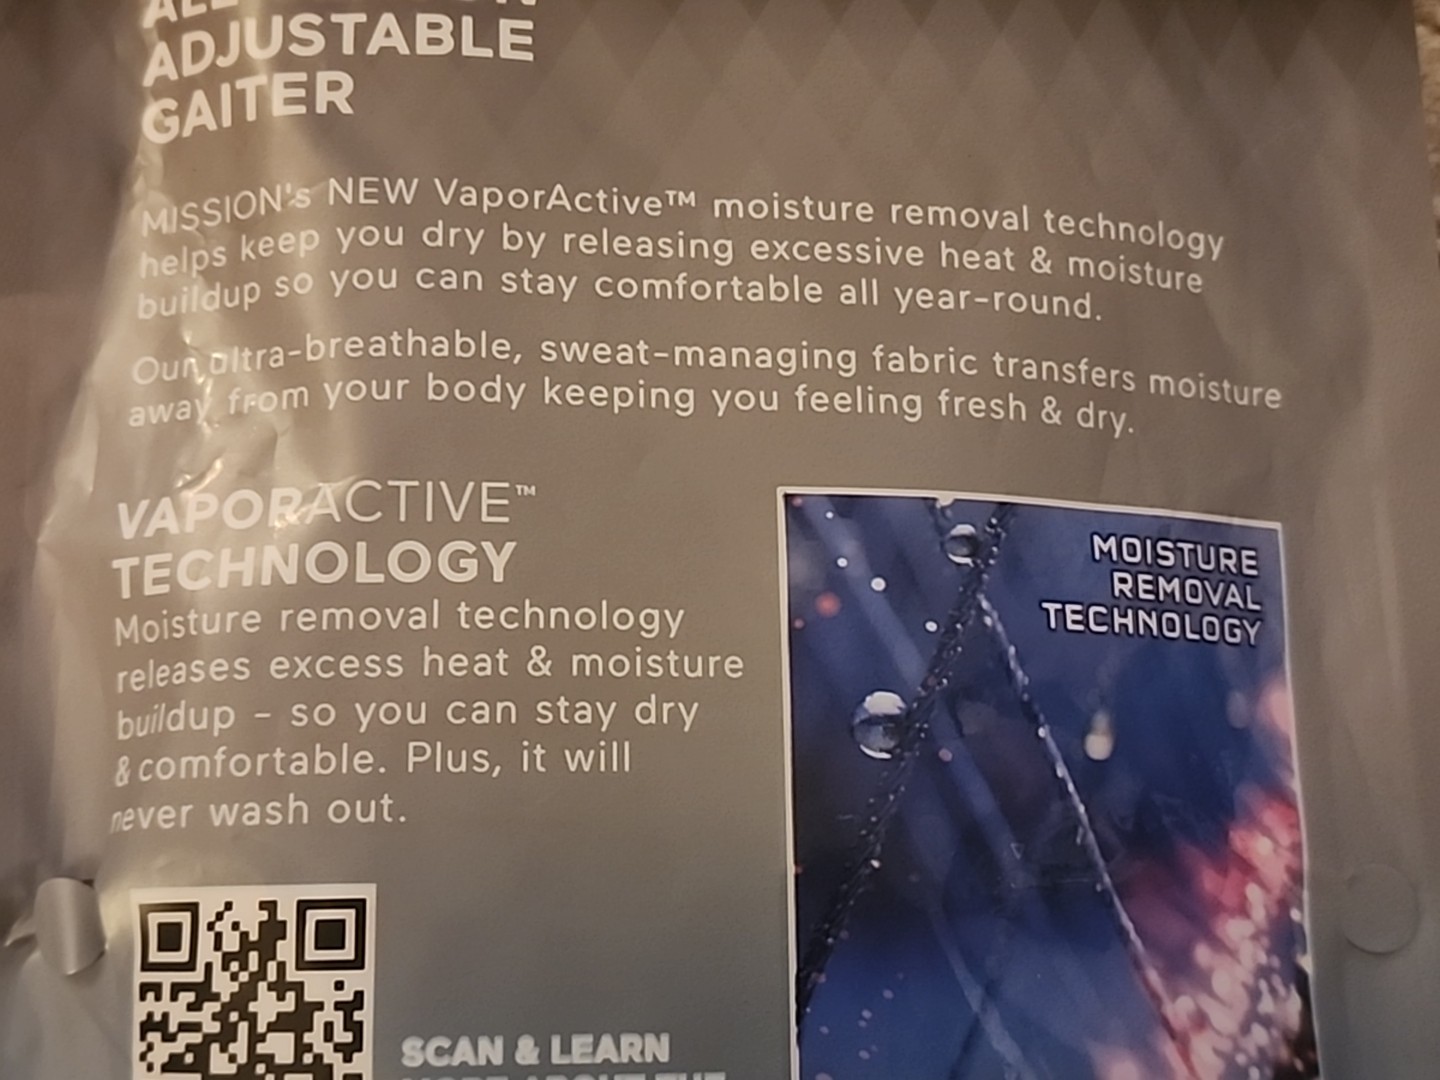 ADJUSTABLE
GAITER
MISSION's NEW VaporActive™ moisture removal technology
helps keep you dry by releasing excessive heat & moisture
buildup so you can stay comfortable all year-round.
Our ultra-breathable, sweat-managing fabric transfers moisture
away from your body keeping you feeling fresh & dry.
VAPORACTIVE™
TECHNOLOGY
Moisture removal technology
releases excess heat & moisture
buildup - so you can stay dry
& comfortable. Plus, it will
never wash out.
MOISTURE
REMOVAL
TECHNOLOGY
SCAN & LEARN